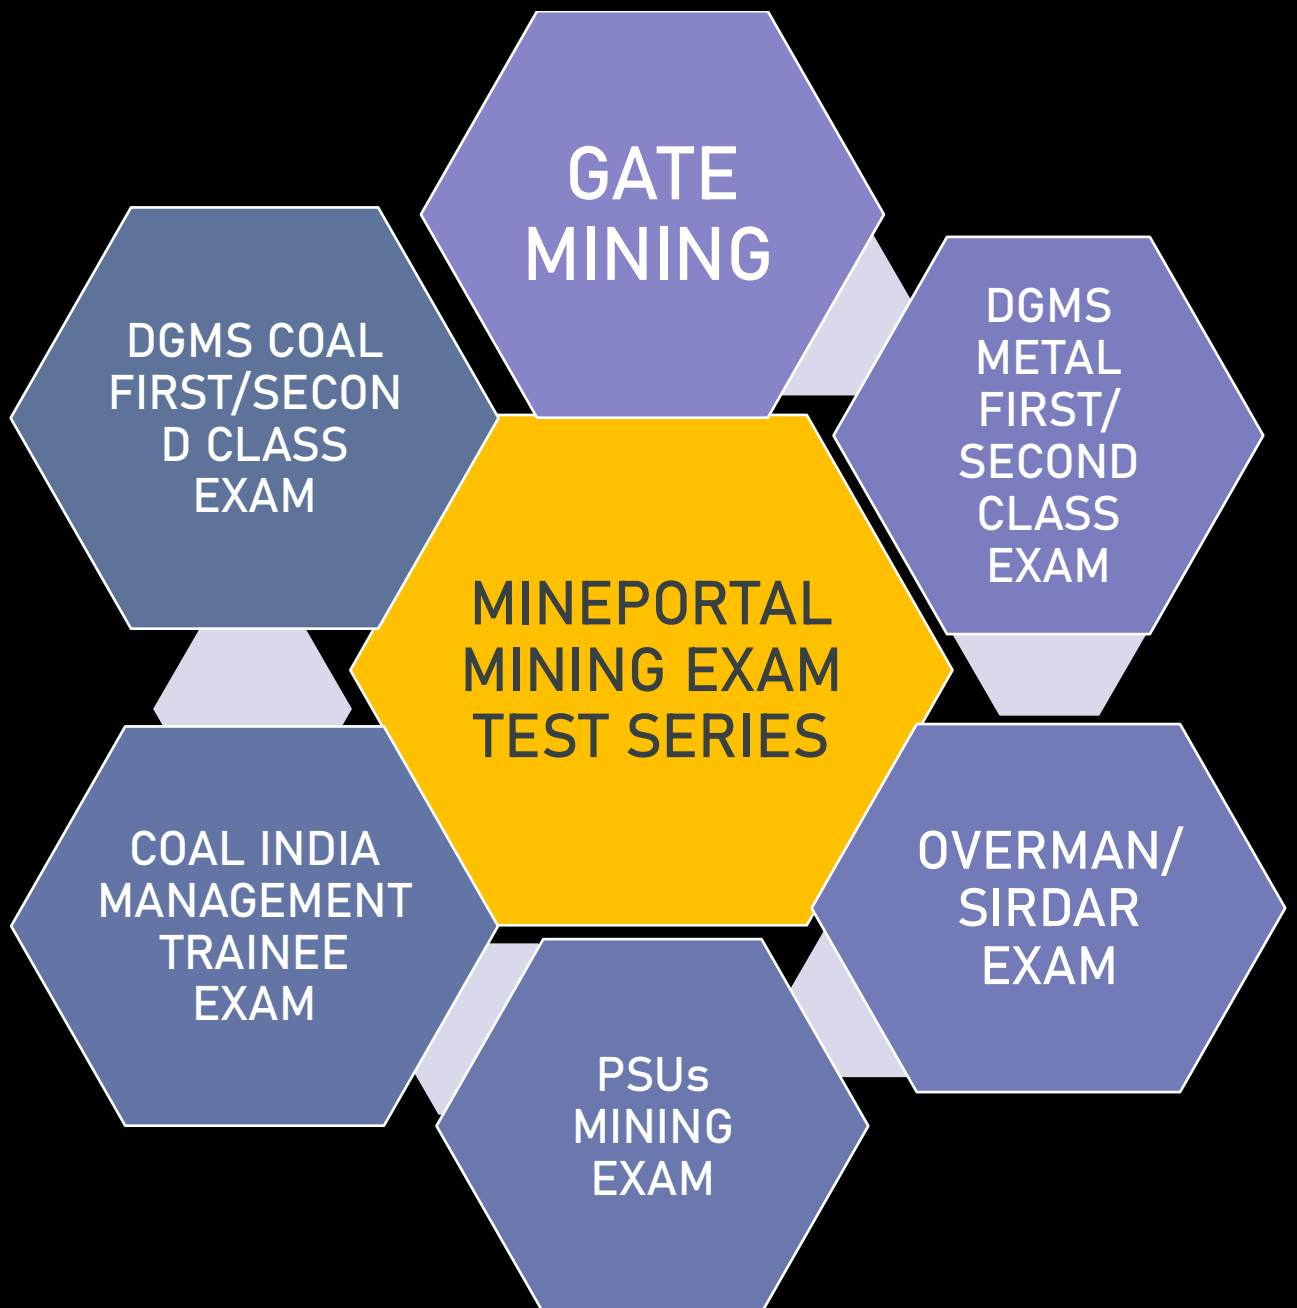 GATE
MINING
DGMS COAL
FIRST/SECON
D CLASS
EXAM
DGMS
METAL
FIRST/
SECOND
CLASS
EXAM
MINEPORTAL
MINING EXAM
TEST SERIES
COAL INDIA
MANAGEMENT
TRAINEE
EXAM
OVERMAN/
SIRDAR
EXAM
PSUs
MINING
EXAM